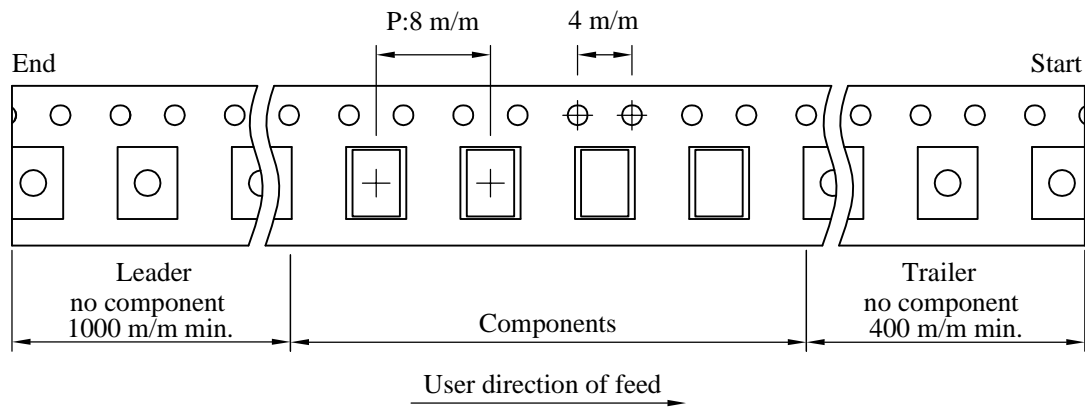 P:8 m/m
4 m/m
End
Start
Leader
no component
1000 m/m min.
Components
Trailer
no component
400 m/m min.
User direction of feed